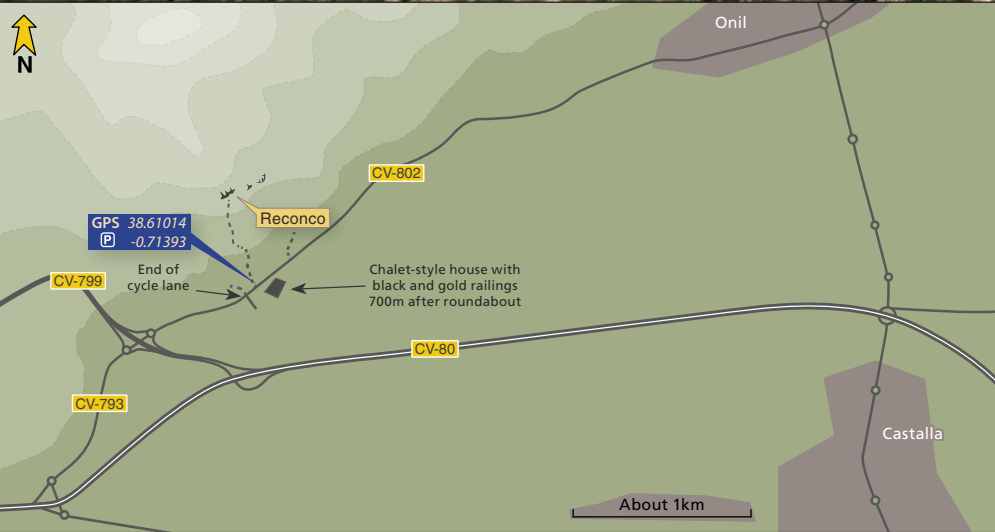 Onil
N
CV-802
GPS 38.61014
P -0.71393
Reconco
End of
cycle lane
Chalet-style house with
black and gold railings
700m after roundabout
CV-799
CV-80
CV-793
Castalla
About 1km